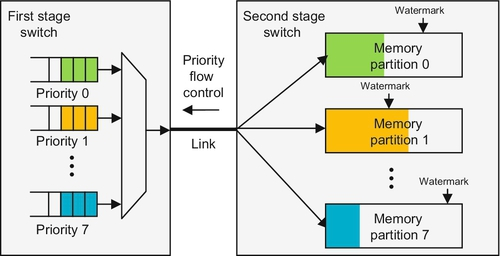 First stage
switch
Priority 0
Priority 1
Priority 7
Priority
flow
control
Link
Second stage
switch
Watermark
Memory
partition 0
Watermark
Memory
partition 1
Watermark
Memory
partition 7